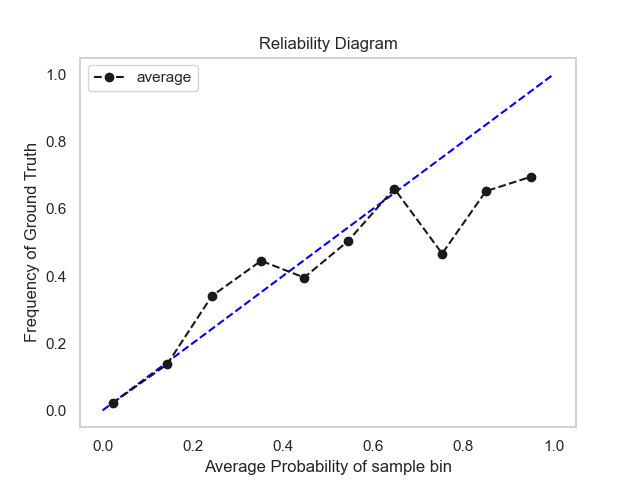 Reliability Diagram
average
Frequency of Ground Truth
1.0
0.8
0.6
0.4
0.2
0.0
0.0 0.2 0.4 0.6 0.8 1.0
Average Probability of sample bin